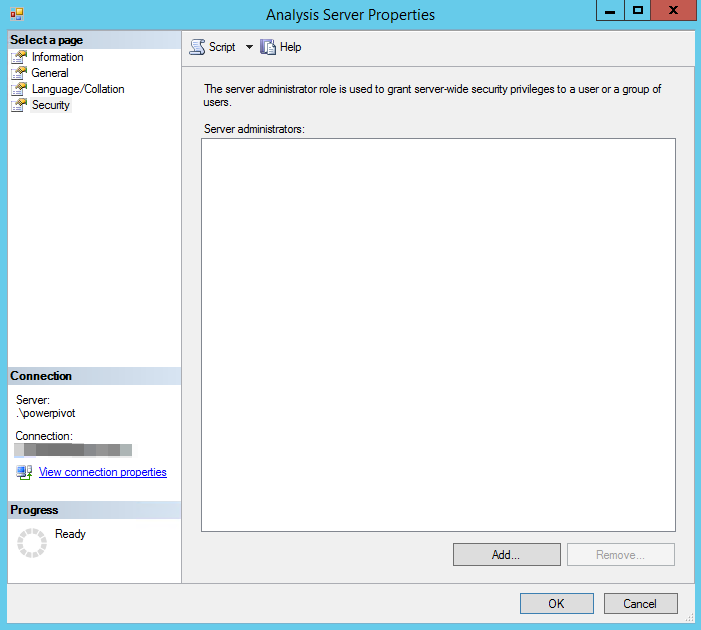 Analysis Server Properties
Select a page
Information
General
Language/Collation
Security
Script
Help
The server administrator role is used to grant server-wide security privileges to a user or a group of
users.
Server administrators:
Connection
Server:
.\powerpivot
Connection:
View connection properties
Progress
Ready
Add...
Remove...
OK
Cancel